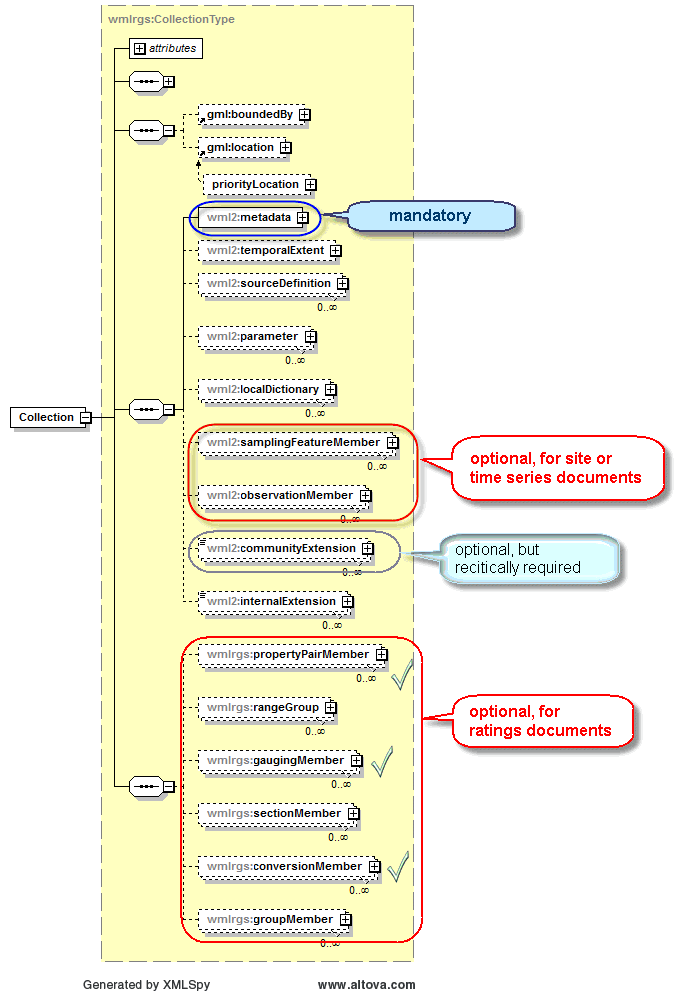 wmlrgs:CollectionType
attributes
gml:boundedBy
gml:location
priorityLocation
wml2:metadata
mandatory
wml2:temporalExtent
wml2:sourceDefinition
0..∞
wml2:parameter
0..∞
wml2:localDictionary
0..∞
Collection
wml2:samplingFeatureMember
0..∞
optional, for site or
time series documents
wml2:observationMember
0..∞
wml2:communityExtension
0..∞
optional, but
recitically required
wml2:internalExtension
0..∞
wmlrgs:propertyPairMember
0..∞
wmlrgs:rangeGroup
0..∞
optional, for
ratings documents
wmlrgs:gaugingMember
0..∞
wmlrgs:sectionMember
0..∞
wmlrgs:conversionMember
0..∞
wmlrgs:groupMember
0..∞
Generated by XMLSpy
www.altova.com